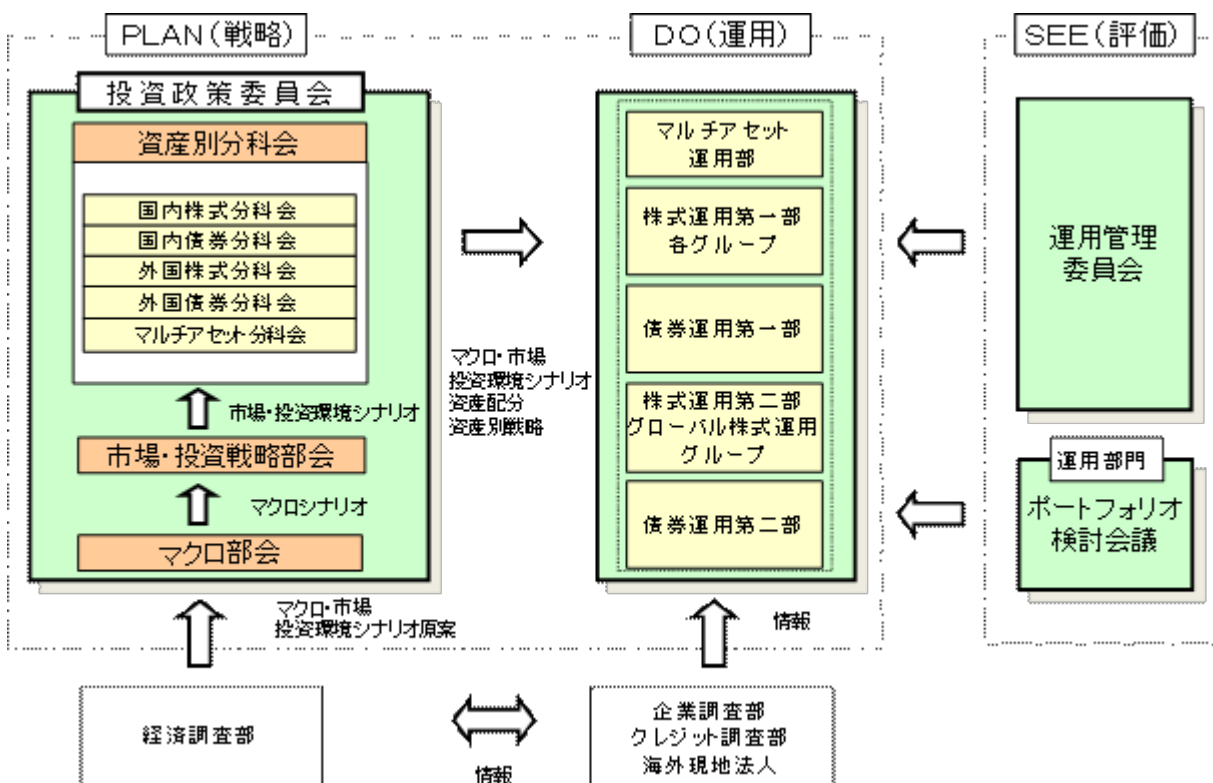 PLAN(戦略)
投資政策委員会
資産別分科会
国内株式分科会
国内債券分科会
外国株式分科会
外国債券分科会
マルチアセット分科会
市場・投資環境シナリオ
市場・投資戦略部会
マクロシナリオ
マクロ部会
マクロ・市場
投資環境シナリオ原案
経済調査部
マクロ・市場
投資環境シナリオ
資産配分
資産別戦略
情報
DO(運用)
マルチアセット
運用部
株式運用第一部
各グループ
債券運用第一部
株式運用第二部
グローバル株式運用
グループ
債券運用第二部
情報
企業調査部
クレジット調査部
海外現地法人
SEE(評価)
運用管理
委員会
運用部門
ポートフォリオ
検討会議